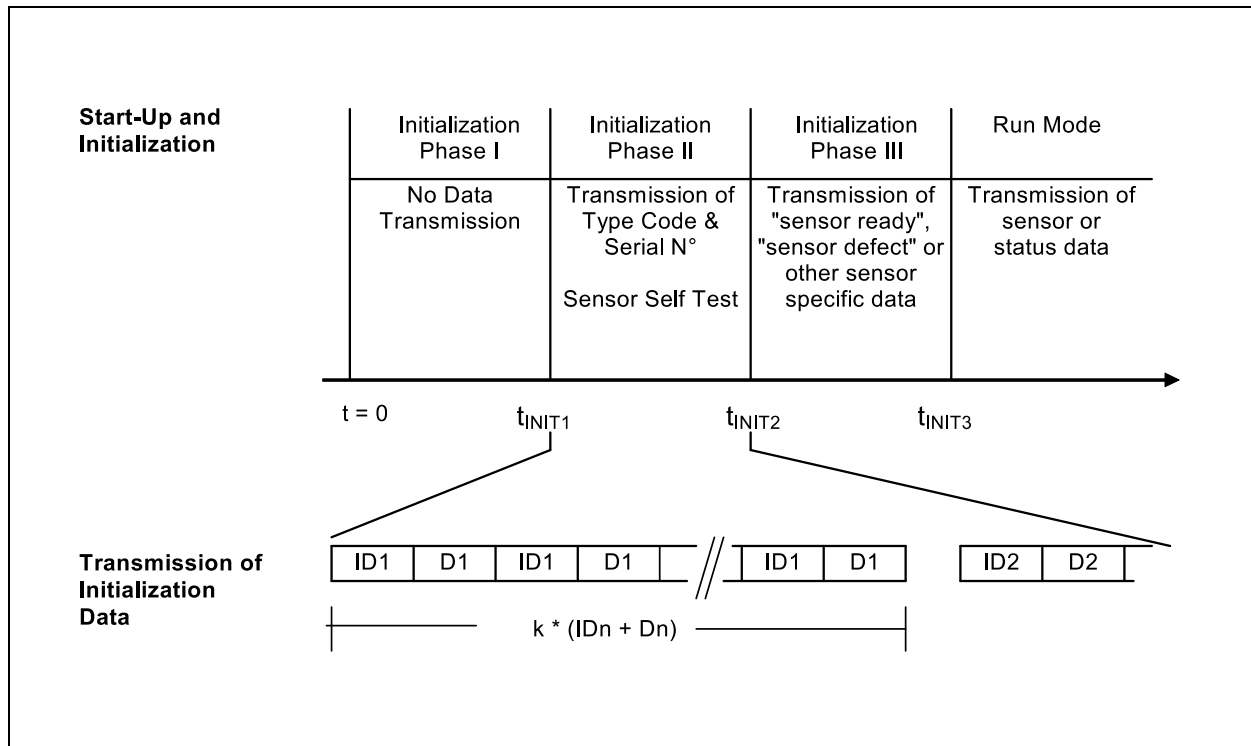 Start-Up and
Initialization
Initialization
Phase I
Initialization
Phase II
Initialization
Phase III
Run Mode
No Data
Transmission
Transmission of
Type Code &
Serial N°
Sensor Self Test
Transmission of
"sensor ready",
"sensor defect" or
other sensor
specific data
Transmission of
sensor or
status data
t = 0
tINIT1
tINIT2
tINIT3
Transmission of
Initialization
Data
ID1 D1 ID1 D1 ID1 D1 ID2 D2
k * (IDn + Dn)